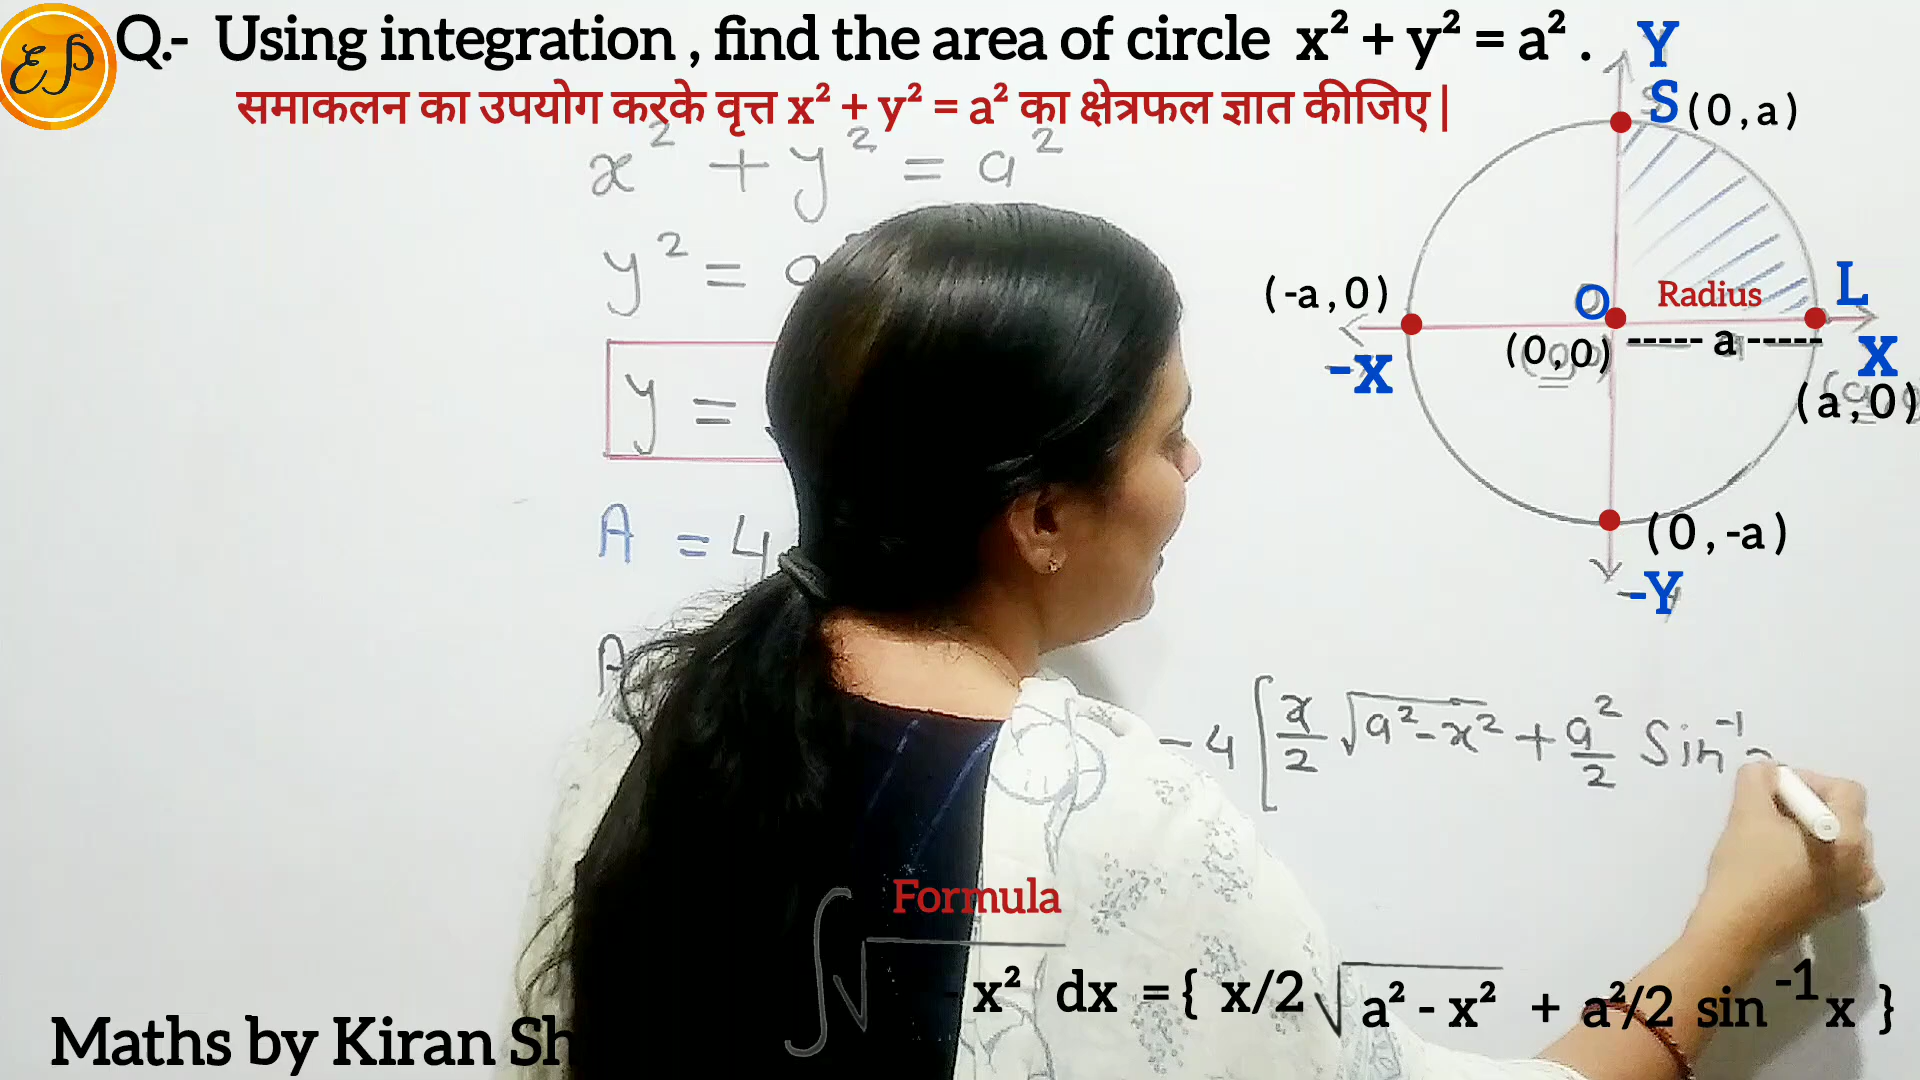 EP
Q.- Using integration , find the area of circle x² + y² = a² .
समाकलन का उपयोग करके वृत्त x² + y² = a² का क्षेत्रफल ज्ञात कीजिए |
x² + y² = a²
y² = a
y =
A = 4
A
- 4 [ x/2 √a²-x² + a²/2 Sin⁻¹
Y
S (0,a)
(-a,0)
O
Radius
L
(0,0)
----- a -----
-X
X
(a,0)
(0,-a)
-Y
Formula
∫√ - x² dx = { x/2 √a² - x² + a²/2 sin⁻¹ x }
Maths by Kiran Sh